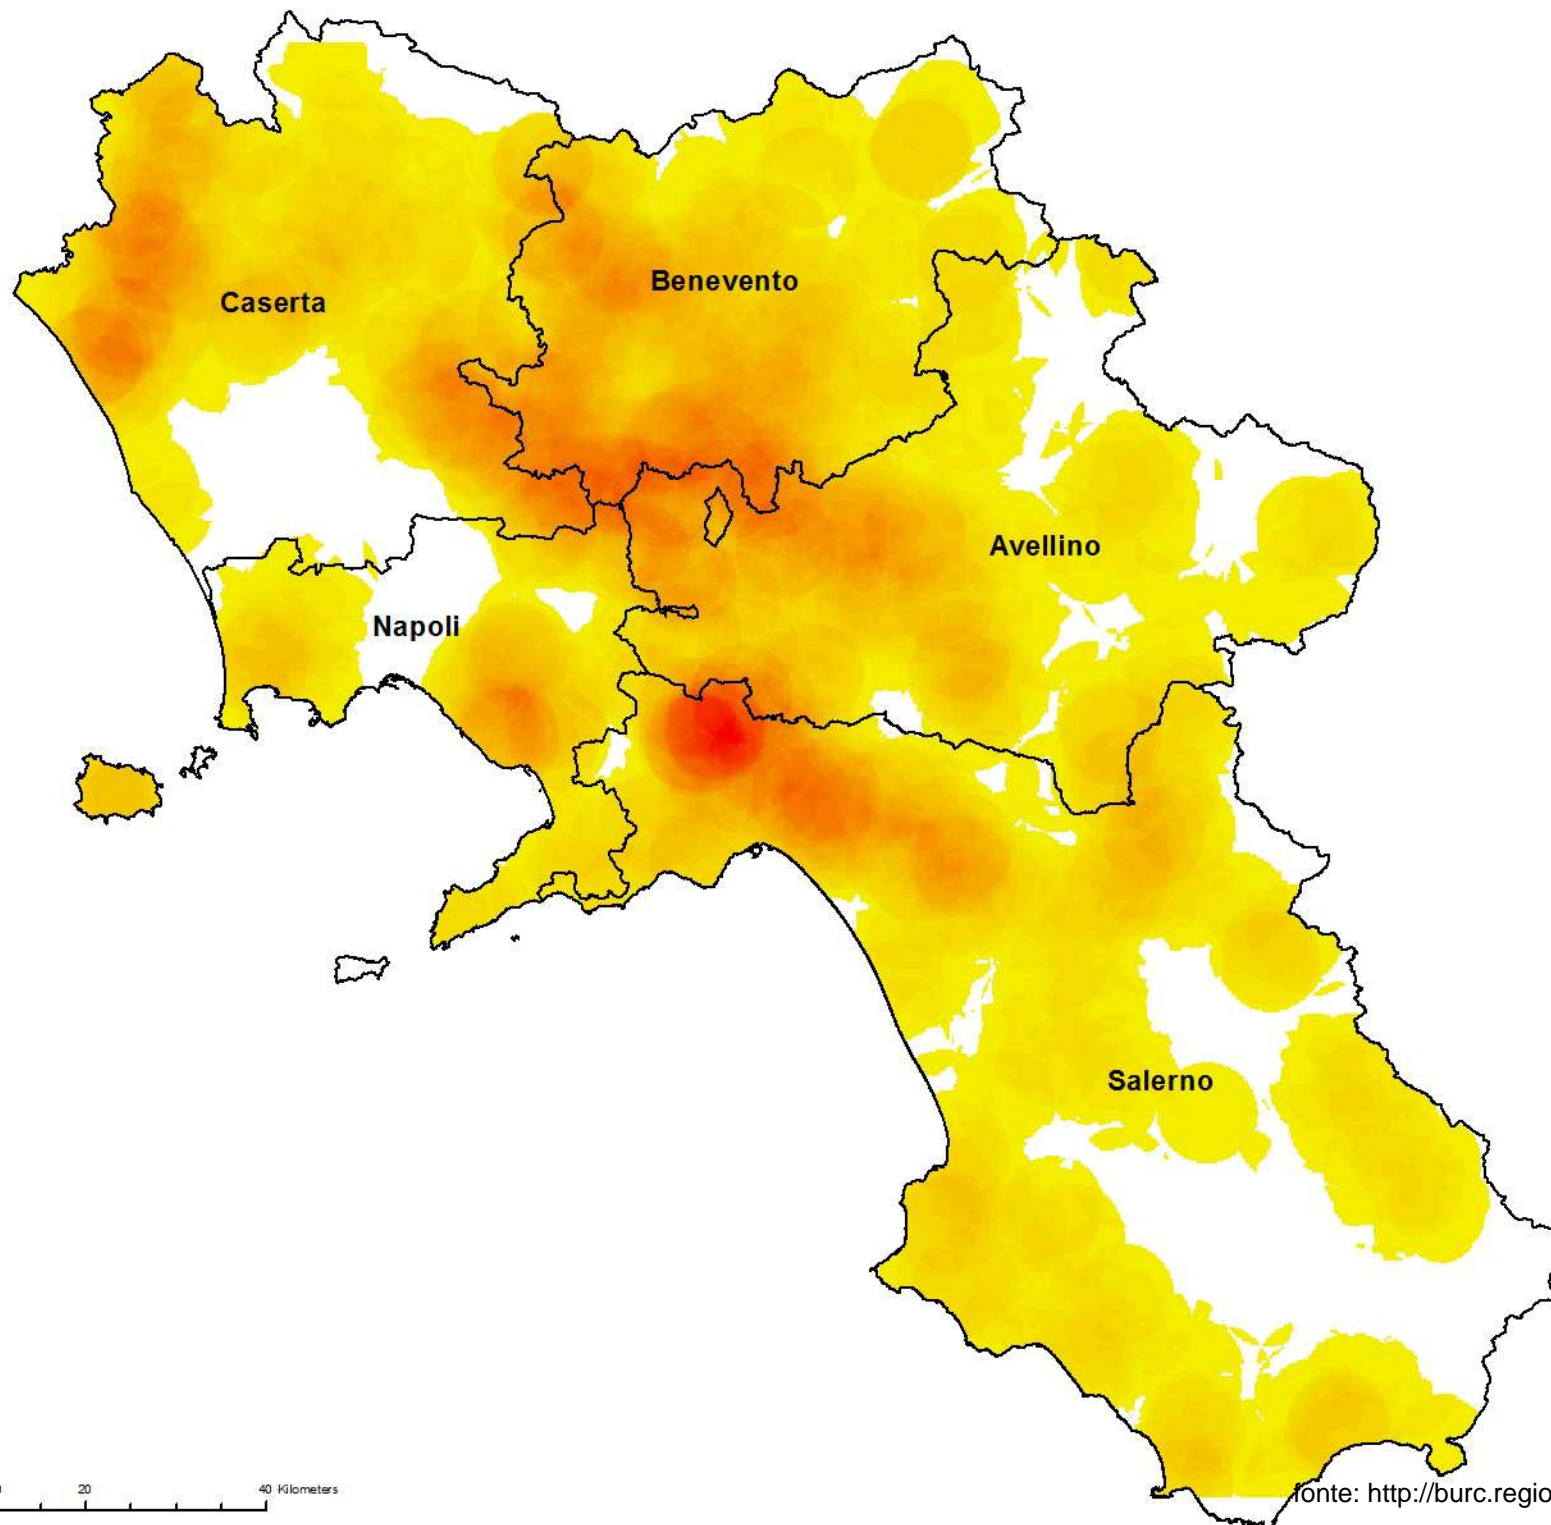 Benevento
Caserta
Avellino
Napoli
Salerno
20
40 Kilometers
fonte: http://burc.regio